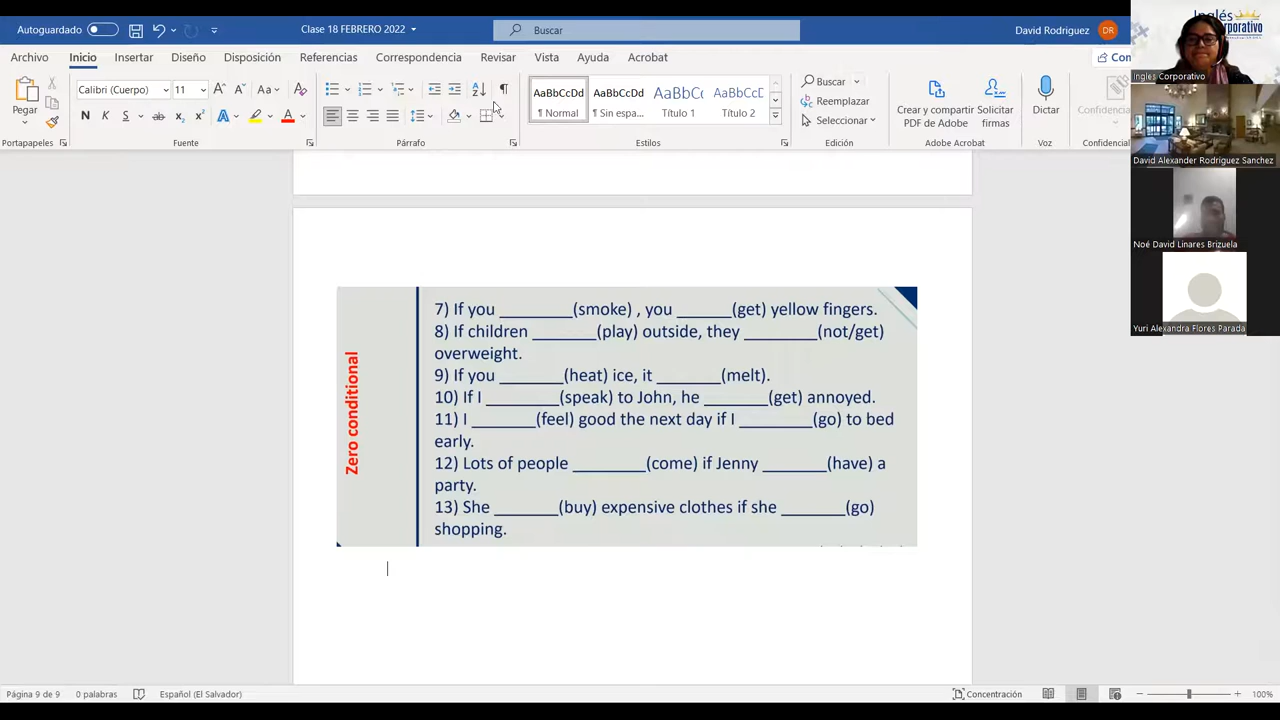 Autoguardado
Clase 18 FEBRERO 2022
Buscar
David Rodriguez
DR
Archivo
Inicio
Insertar
Diseño
Disposición
Referencias
Correspondencia
Revisar
Vista
Ayuda
Acrobat
Pegar
Portapapeles
Calibri (Cuerpo)
11
Fuente
Párrafo
AaBbCcDd
¶ Normal
AaBbCcDd
¶ Sin espa...
Título 1
Título 2
Estilos
Buscar
Reemplazar
Seleccionar
Edición
Crear y compartir
PDF de Adobe
Solicitar
firmas
Adobe Acrobat
Dictar
Voz
Inglés
Ingles Corporativo
David Alexander Rodriguez Sanchez
Noé David Linares Brizuela
Yuri Alexandra Flores Parada
Zero conditional
7) If you ________(smoke) , you ______(get) yellow fingers.
8) If children _______(play) outside, they ________(not/get)
overweight.
9) If you _______(heat) ice, it ______(melt).
10) If I ________(speak) to John, he _______(get) annoyed.
11) I _______(feel) good the next day if I ________(go) to bed
early.
12) Lots of people ________(come) if Jenny _______(have) a
party.
13) She _______(buy) expensive clothes if she _______(go)
shopping.
Página 9 de 9
0 palabras
Español (El Salvador)
Concentración
100%